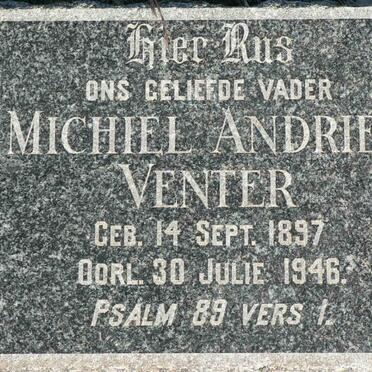 Hier Rus
ONS GELIEFDE VADER
MICHIEL ANDRIE
VENTER
GEB. 14 SEPT. 1897
OORL. 30 JULIE 1946.
PSALM 89 VERS 1.